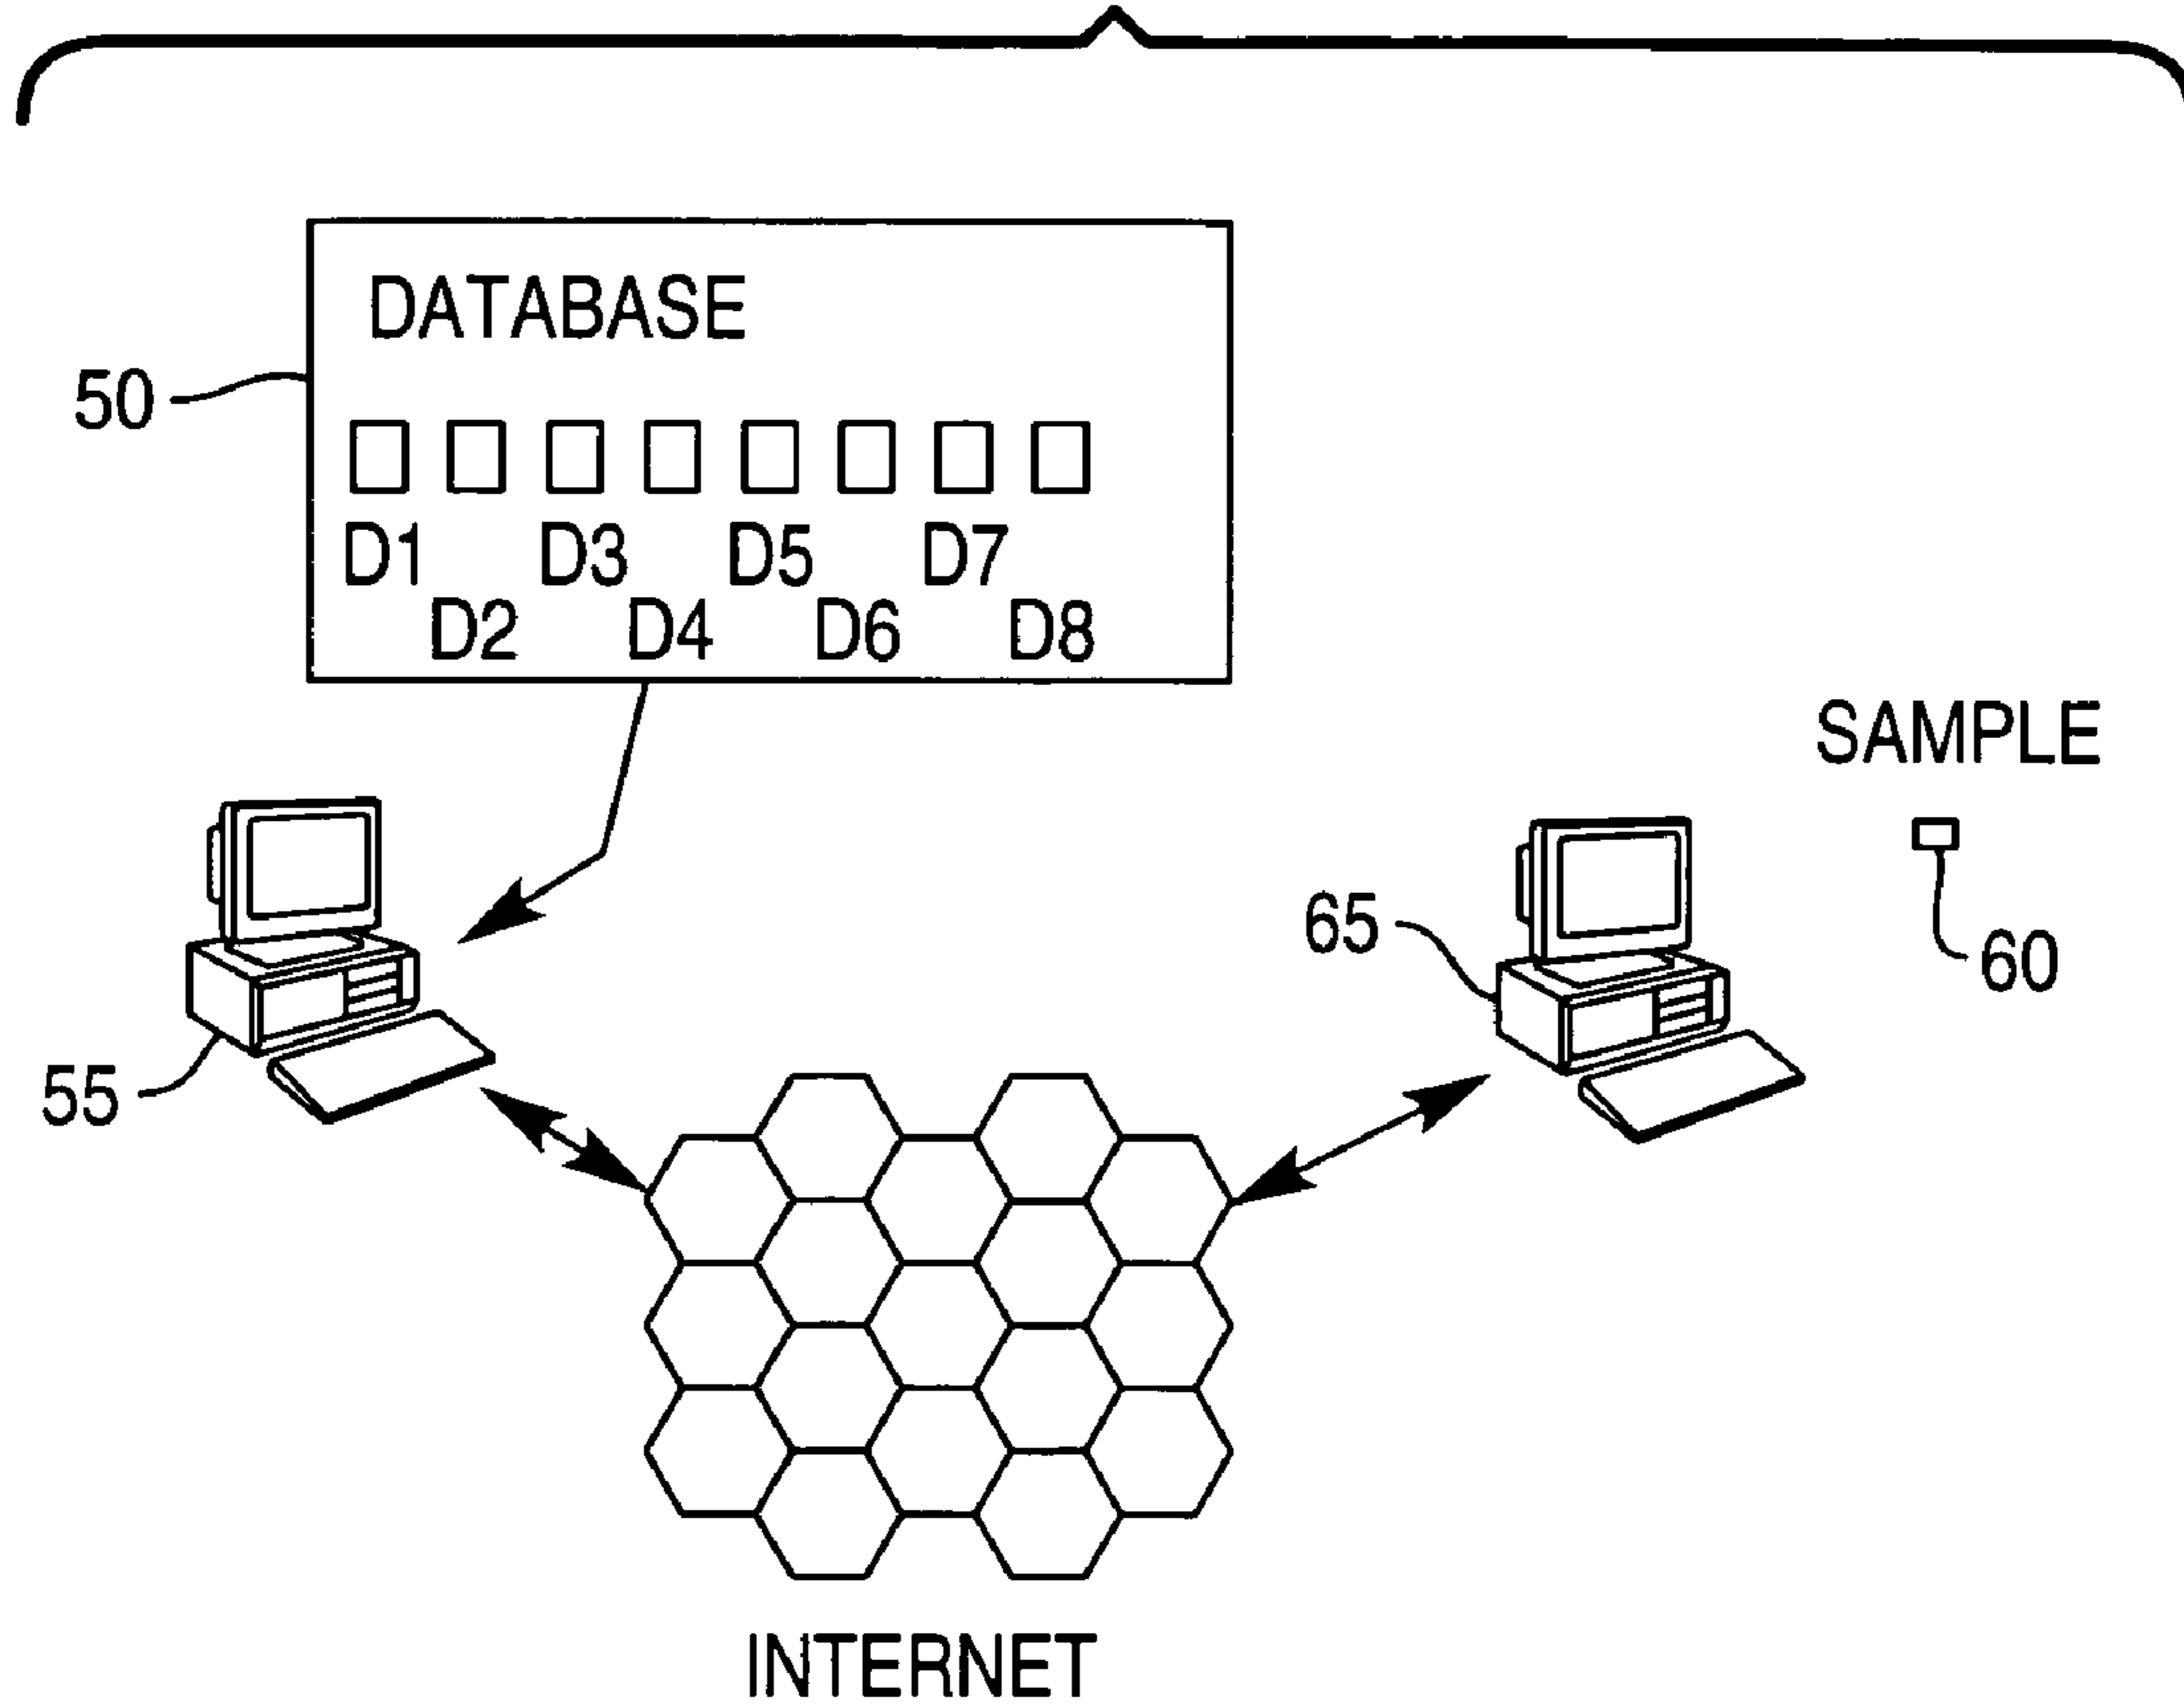 DATABASE
50
D1 D3 D5 D7
D2 D4 D6 D8
SAMPLE
65
60
55
INTERNET